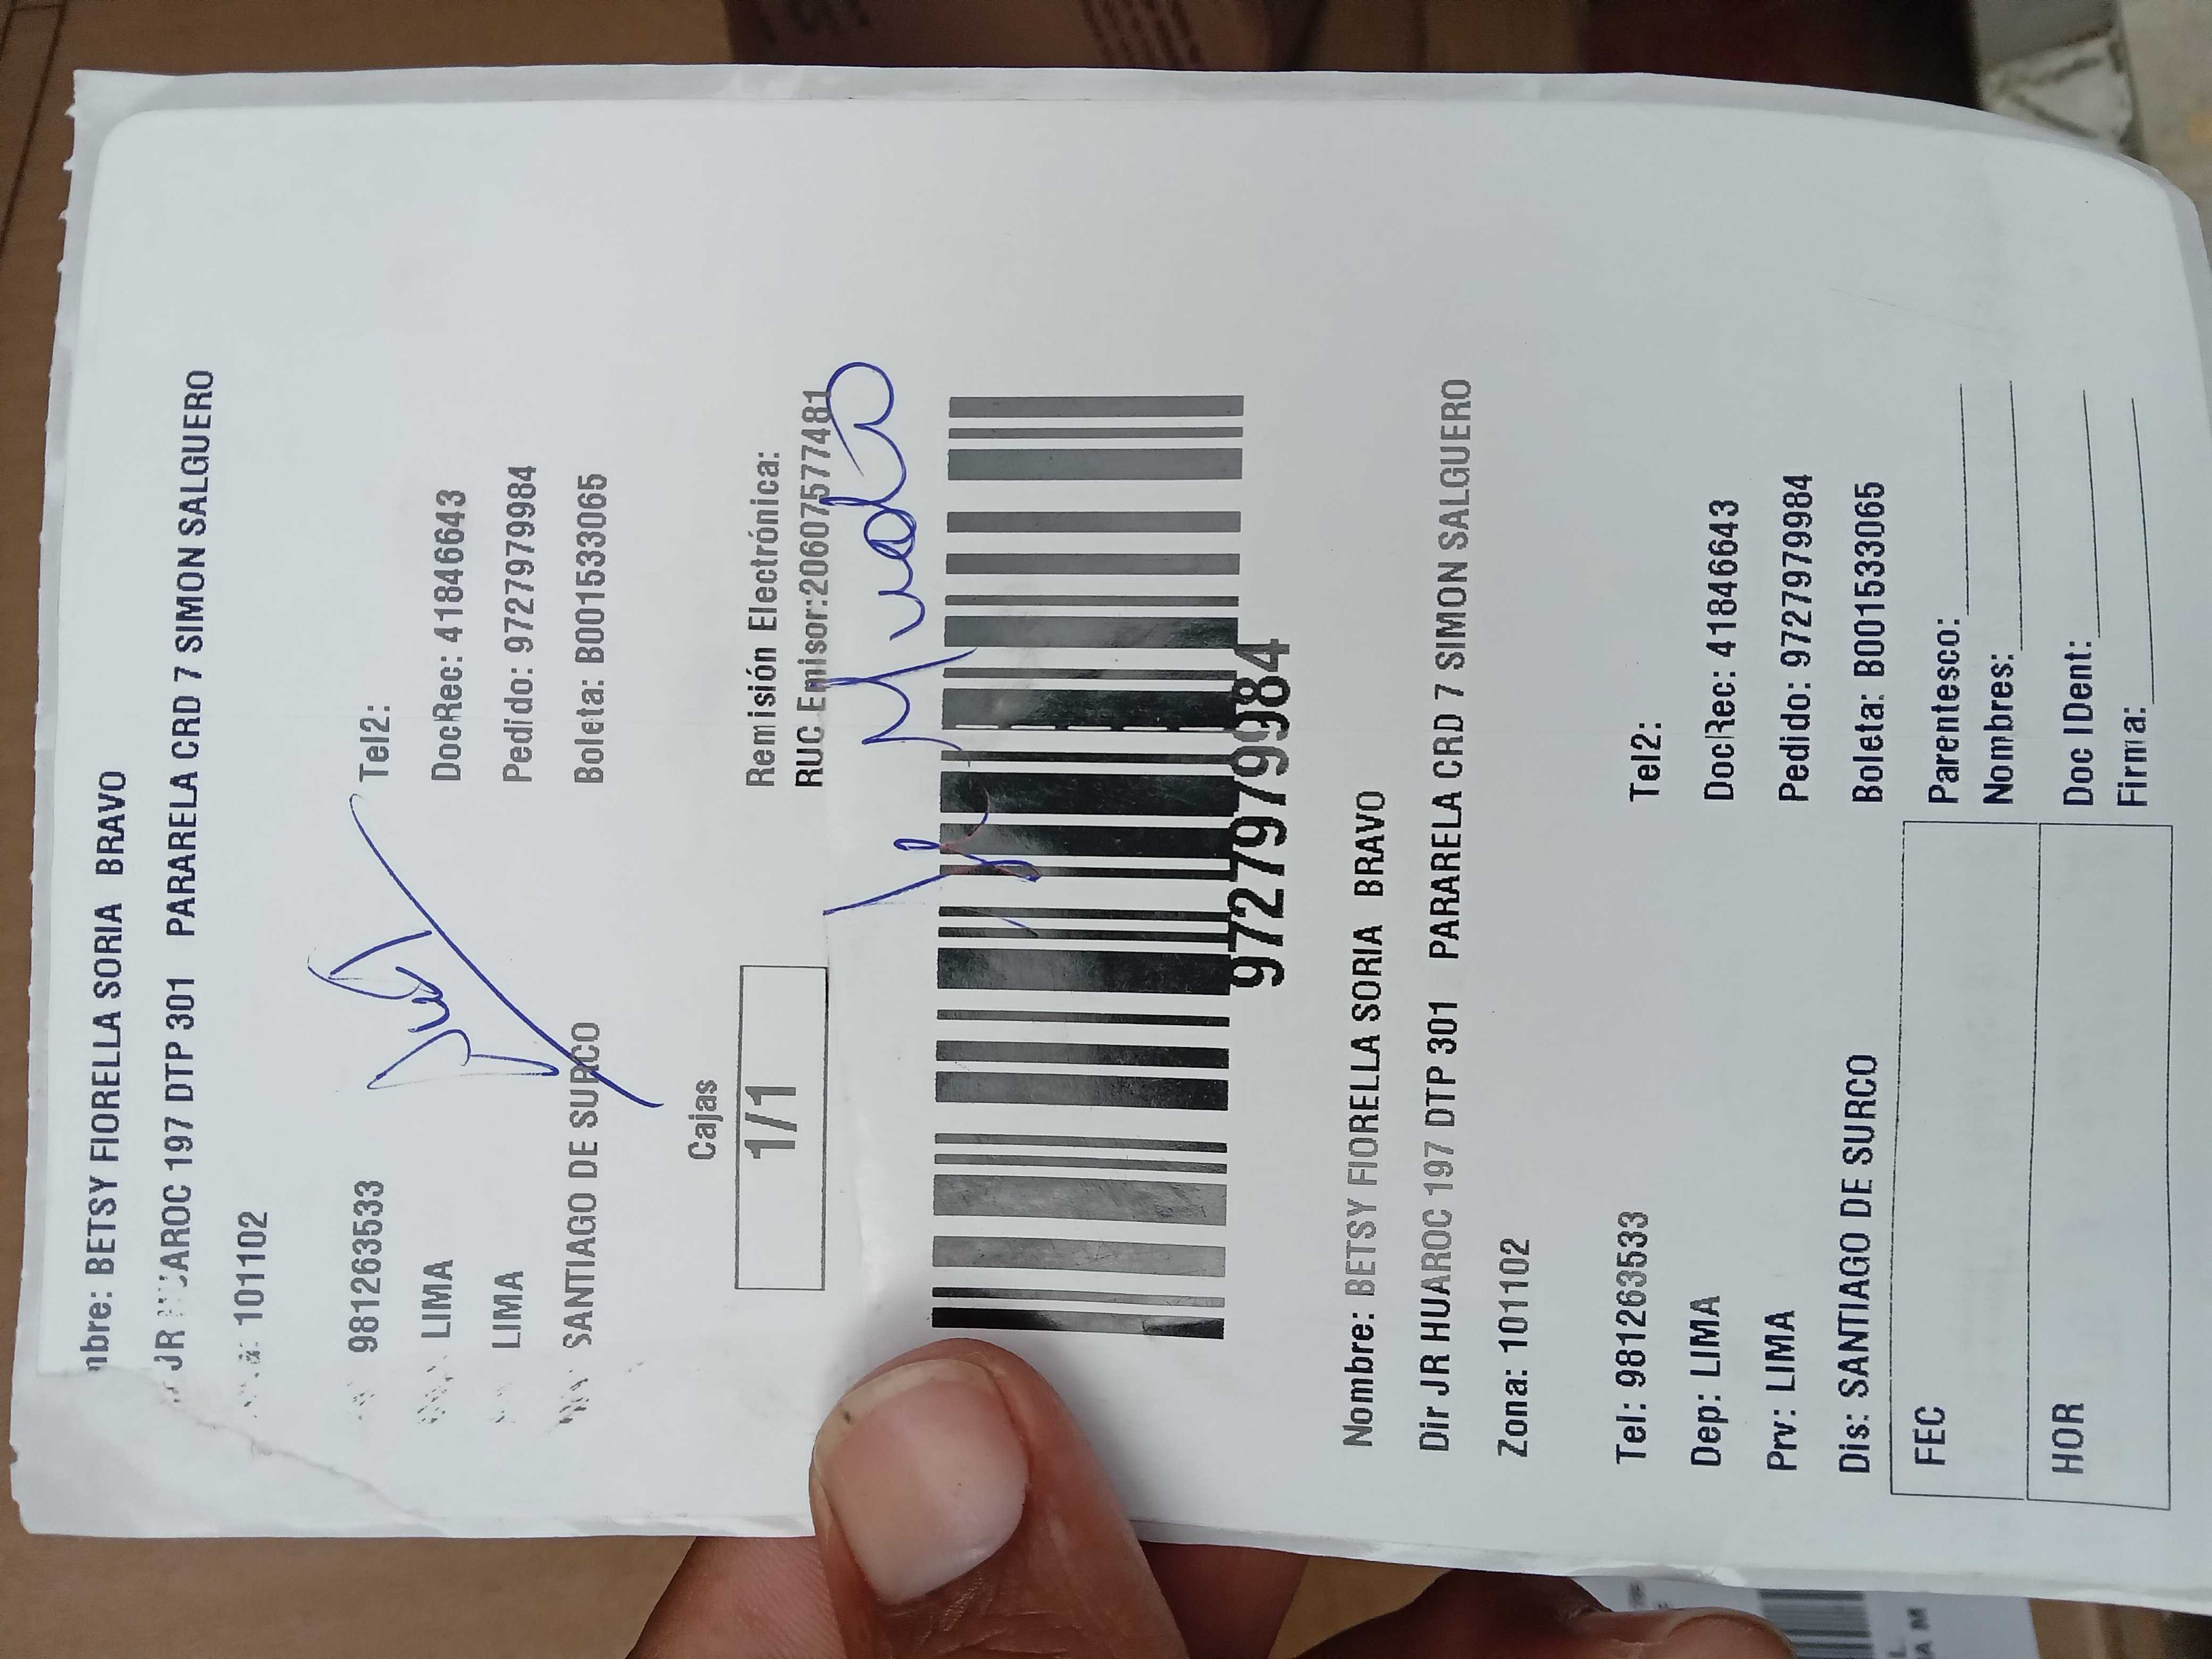 nbre: BETSY FIORELLA SORIA BRAVO
JR HUAROC 197 DTP 301 PARARELA CRD 7 SIMON SALGUERO
101102
981263533 Tel2:
LIMA DocRec: 41846643
LIMA Pedido: 9727979984
SANTIAGO DE SURCO Boleta: B001533065
Cajas
1/1
Remisión Electrónica:
RUC Emisor:20607577481
9727979984
Nombre: BETSY FIORELLA SORIA BRAVO
Dir JR HUAROC 197 DTP 301 PARARELA CRD 7 SIMON SALGUERO
Zona: 101102
Tel: 981263533 Tel2:
Dep: LIMA DocRec: 41846643
Prv: LIMA Pedido: 9727979984
Dis: SANTIAGO DE SURCO Boleta: B001533065
FEC Parentesco:
Nombres:
HOR Doc IDent:
Firma: